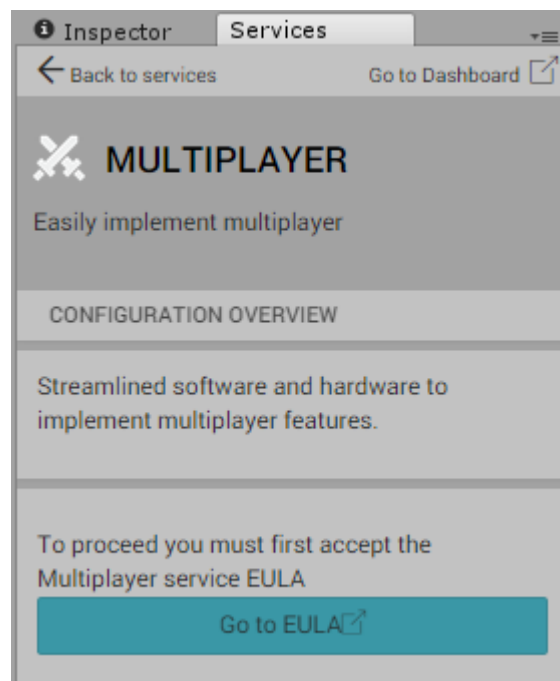 Inspector
Services
Back to services
Go to Dashboard
MULTIPLAYER
Easily implement multiplayer
CONFIGURATION OVERVIEW
Streamlined software and hardware to
implement multiplayer features.
To proceed you must first accept the
Multiplayer service EULA
Go to EULA